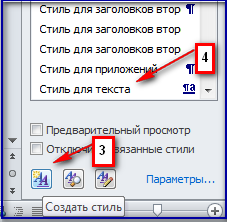 Стиль для заголовков втор
Стиль для заголовков втор
Стиль для заголовков втор
Стиль для приложений ¶
4
Стиль для текста ¶a
Предварительный просмотр
Отключить связанные стили
3
Параметры...
Создать стиль